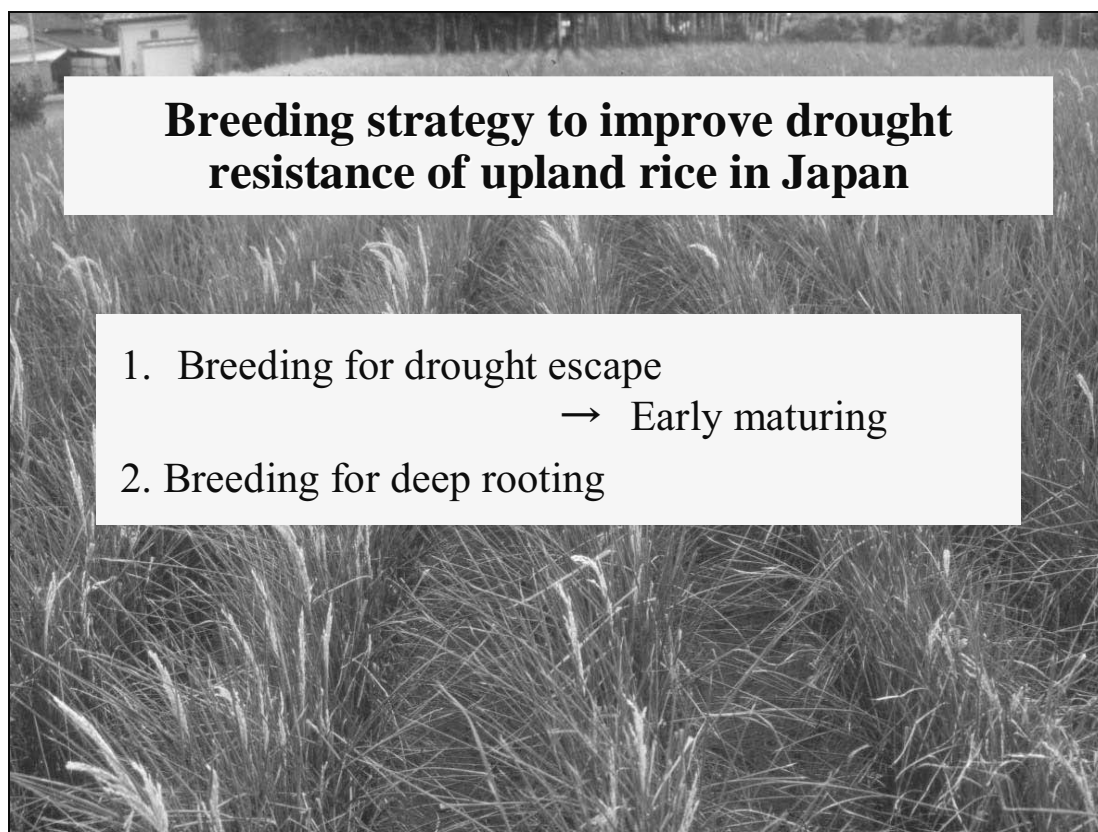 Breeding strategy to improve drought
resistance of upland rice in Japan
1. Breeding for drought escape
→ Early maturing
2. Breeding for deep rooting